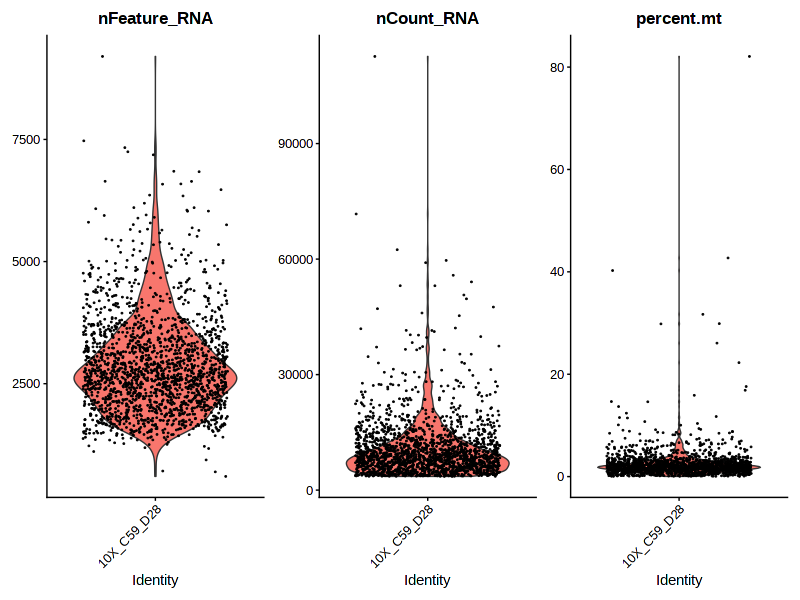 nFeature_RNA
7500
5000
2500
10X_C59_D28
Identity
nCount_RNA
90000
60000
30000
0
10X_C59_D28
Identity
percent.mt
80
60
40
20
0
10X_C59_D28
Identity